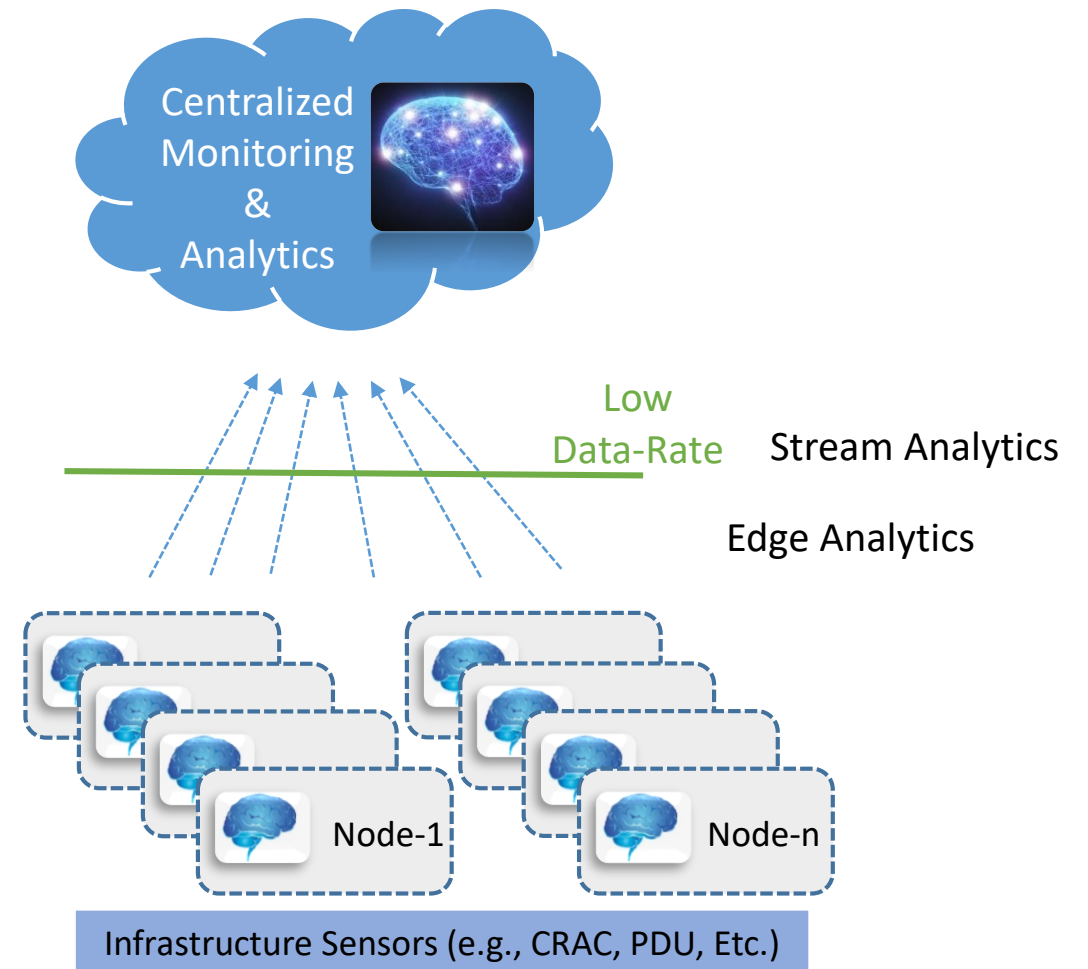 Centralized
Monitoring
&
Analytics
Low
Data-Rate
Stream Analytics
Edge Analytics
Node-1
Node-n
Infrastructure Sensors (e.g., CRAC, PDU, Etc.)